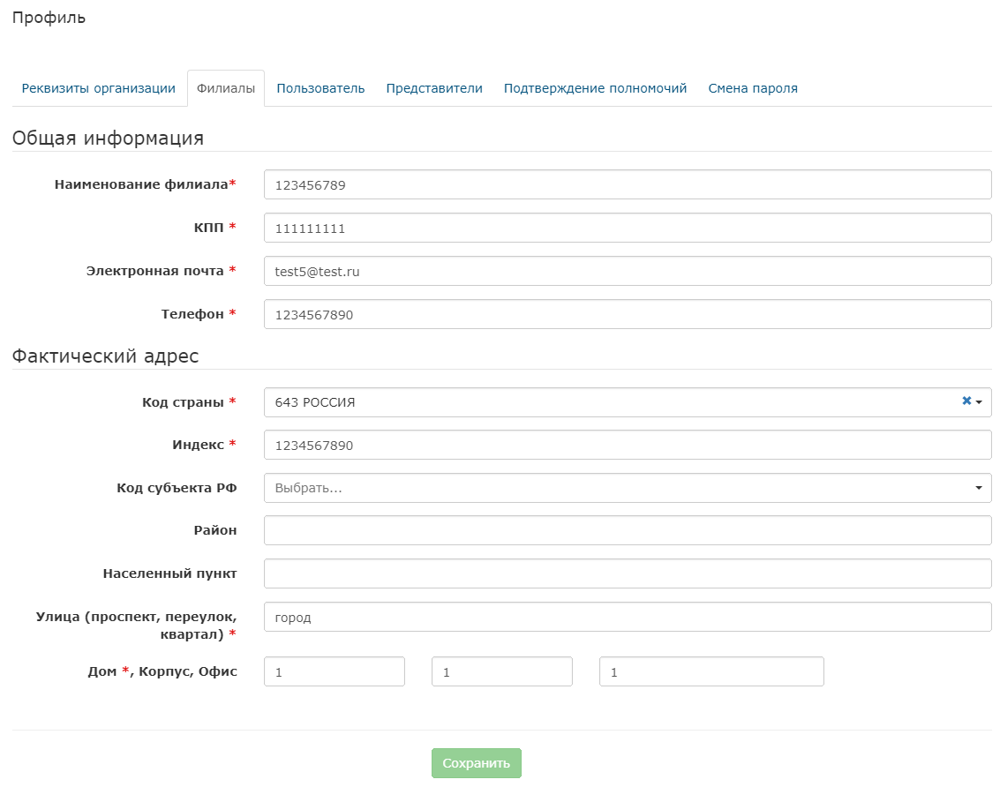 Профиль
Реквизиты организации Филиалы Пользователь Представители Подтверждение полномочий Смена пароля
Общая информация
Наименование филиала* 123456789
КПП * 111111111
Электронная почта * test5@test.ru
Телефон * 1234567890
Фактический адрес
Код страны * 643 РОССИЯ
Индекс * 1234567890
Код субъекта РФ Выбрать...
Район
Населенный пункт
Улица (проспект, переулок, город
квартал) *
Дом *, Корпус, Офис 1 1 1
Сохранить